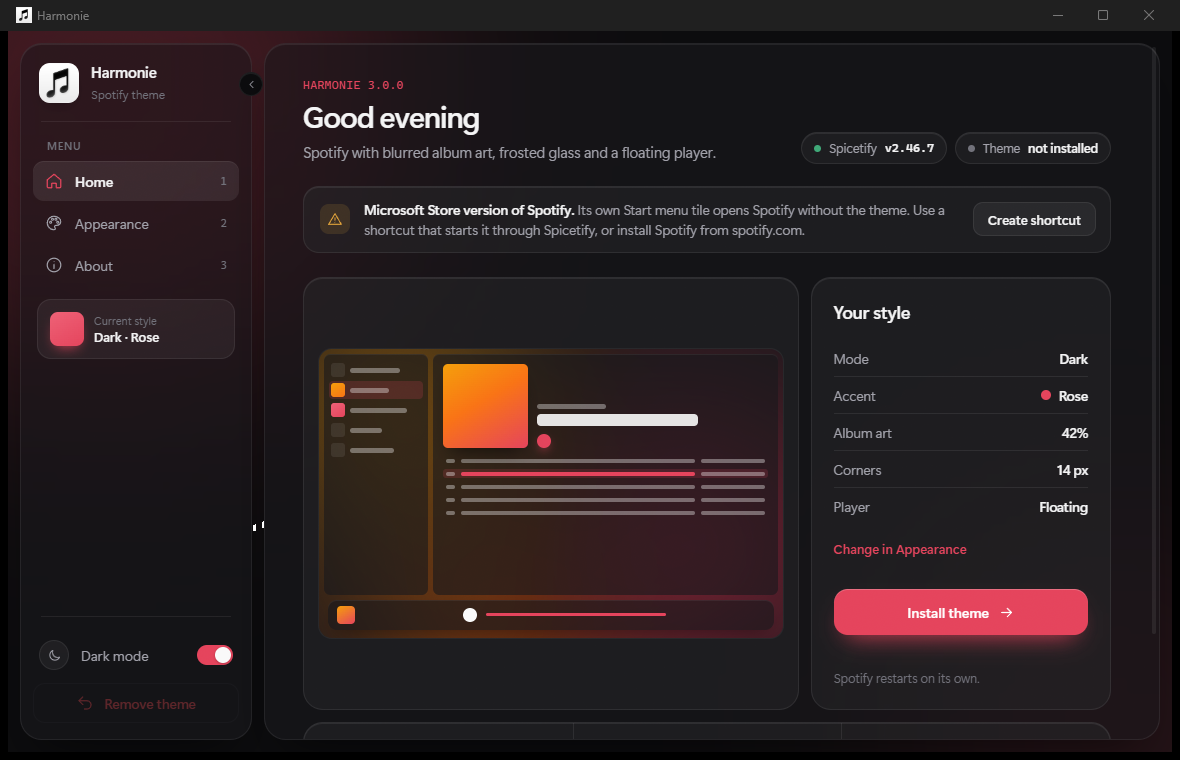 Harmonie
Harmonie
Spotify theme
MENU
Home 1
Appearance 2
About 3
Current style
Dark · Rose
Dark mode
Remove theme
HARMONIE 3.0.0
Good evening
Spotify with blurred album art, frosted glass and a floating player.
Spicetify v2.46.7
Theme not installed
Microsoft Store version of Spotify. Its own Start menu tile opens Spotify without the theme. Use a
shortcut that starts it through Spicetify, or install Spotify from spotify.com.
Create shortcut
Your style
Mode Dark
Accent Rose
Album art 42%
Corners 14 px
Player Floating
Change in Appearance
Install theme →
Spotify restarts on its own.